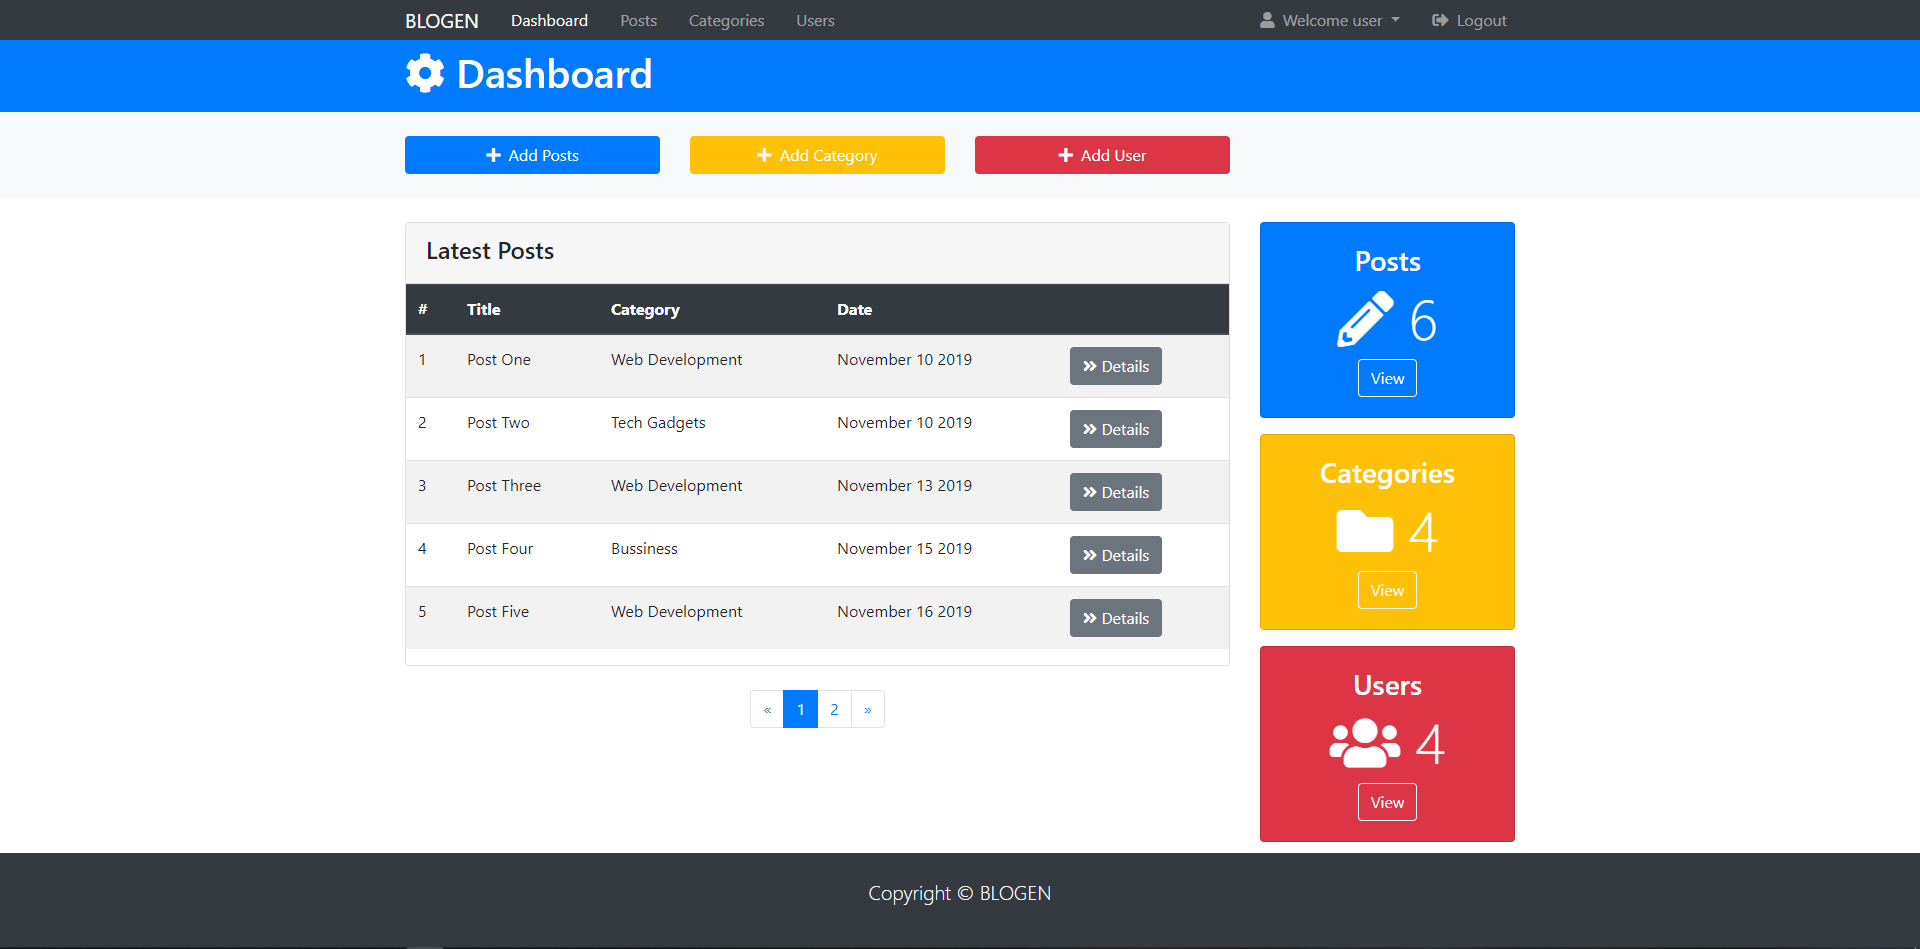 BLOGEN Dashboard Posts Categories Users Welcome user Logout
Dashboard
Add Posts Add Category Add User
Latest Posts
# Title Category Date
1 Post One Web Development November 10 2019 Details
2 Post Two Tech Gadgets November 10 2019 Details
3 Post Three Web Development November 13 2019 Details
4 Post Four Bussiness November 15 2019 Details
5 Post Five Web Development November 16 2019 Details
« 1 2 »
Posts
6
View
Categories
4
View
Users
4
View
Copyright © BLOGEN